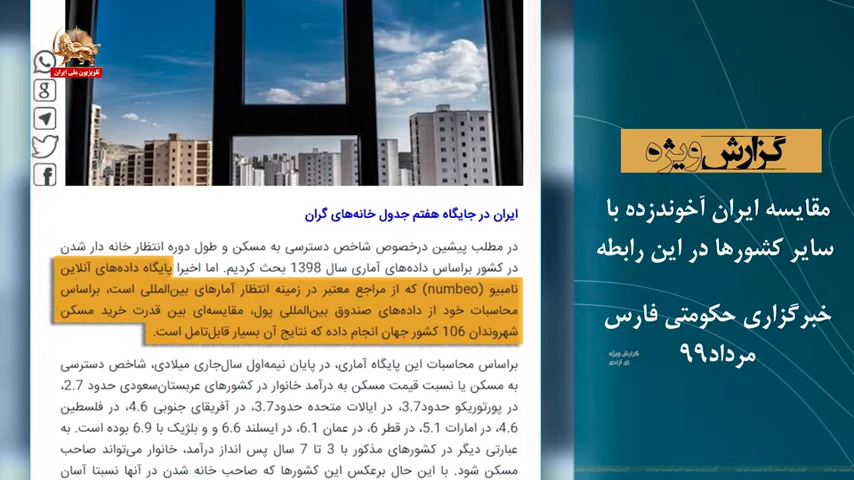 تلویزیون ملی ایران
ایران در جایگاه هفتم جدول خانه‌های گران
در مطلب پیشین درخصوص شاخص دسترسی به مسکن و طول دوره انتظار خانه دار شدن
در کشور براساس داده‌های آماری سال 1398 بحث کردیم. اما اخیرا پایگاه داده‌های آنلاین
نامبیو (numbeo) که از مراجع معتبر در زمینه انتظار آمارهای بین‌المللی است، براساس
محاسبات خود از داده‌های صندوق بین‌المللی پول، مقایسه‌ای بین قدرت خرید مسکن
شهروندان 106 کشور جهان انجام داده که نتایج آن بسیار قابل‌تامل است.
براساس محاسبات این پایگاه آماری، در پایان نیمه‌اول سال‌جاری میلادی، شاخص دسترسی
به مسکن یا نسبت قیمت مسکن به درآمد خانوار در کشورهای عربستان‌سعودی حدود 2.7،
در پورتوریکو حدود3.7، در ایالات متحده حدود3.7، در آفریقای جنوبی 4.6، در فلسطین
4.6، در امارات 5.1، در قطر 6، در عمان 6.1، در ایسلند 6.6 و و بلژیک با 6.9 بوده است. به
عبارتی دیگر در کشورهای مذکور با 3 تا 7 سال پس انداز درآمد، خانوار می‌تواند صاحب
مسکن شود. با این حال برعکس این کشورها که صاحب خانه شدن در آنها نسبتا آسان
گزارش ویژه
مقایسه ایران آخوندزده با
سایر کشورها در این رابطه
خبرگزاری حکومتی فارس
مرداد۹۹
گزارش ویژه